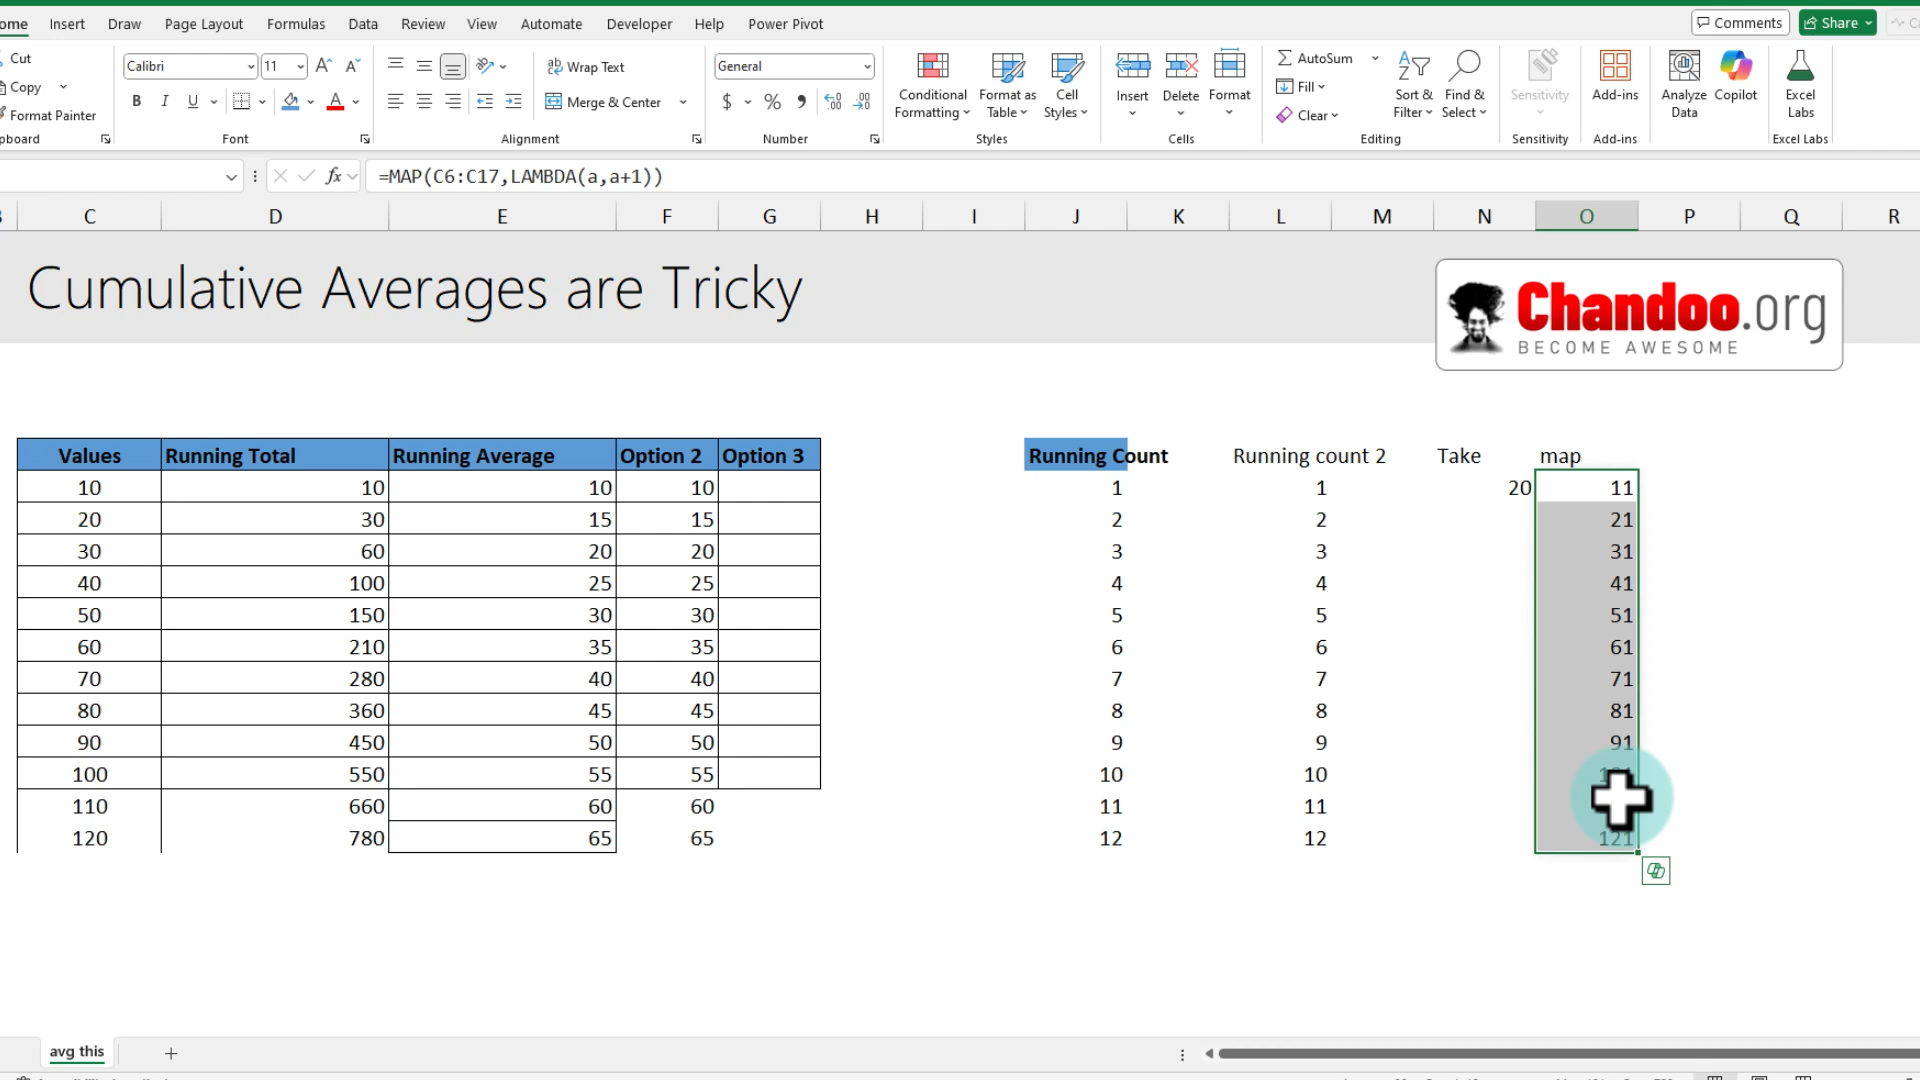 ome Insert Draw Page Layout Formulas Data Review View Automate Developer Help Power Pivot Comments Share
Cut
Copy
Format Painter
Calibri 11
B I U
Wrap Text
Merge & Center
General
$ % 9
Conditional Formatting
Format as Table
Cell Styles
Insert Delete Format
AutoSum
Fill
Clear
Sort & Filter
Find & Select
Sensitivity
Add-ins
Analyze Data
Copilot
Excel Labs
pboard Font Alignment Number Styles Cells Editing Sensitivity Add-ins Excel Labs
fx =MAP(C6:C17,LAMBDA(a,a+1))
C D E F G H I J K L M N O P Q R
Cumulative Averages are Tricky
Chandoo.org
BECOME AWESOME
Values Running Total Running Average Option 2 Option 3 Running Count Running count 2 Take map
10 10 10 10 1 1 20 11
20 30 15 15 2 2 21
30 60 20 20 3 3 31
40 100 25 25 4 4 41
50 150 30 30 5 5 51
60 210 35 35 6 6 61
70 280 40 40 7 7 71
80 360 45 45 8 8 81
90 450 50 50 9 9 91
100 550 55 55 10 10
110 660 60 60 11 11
120 780 65 65 12 12 121
avg this